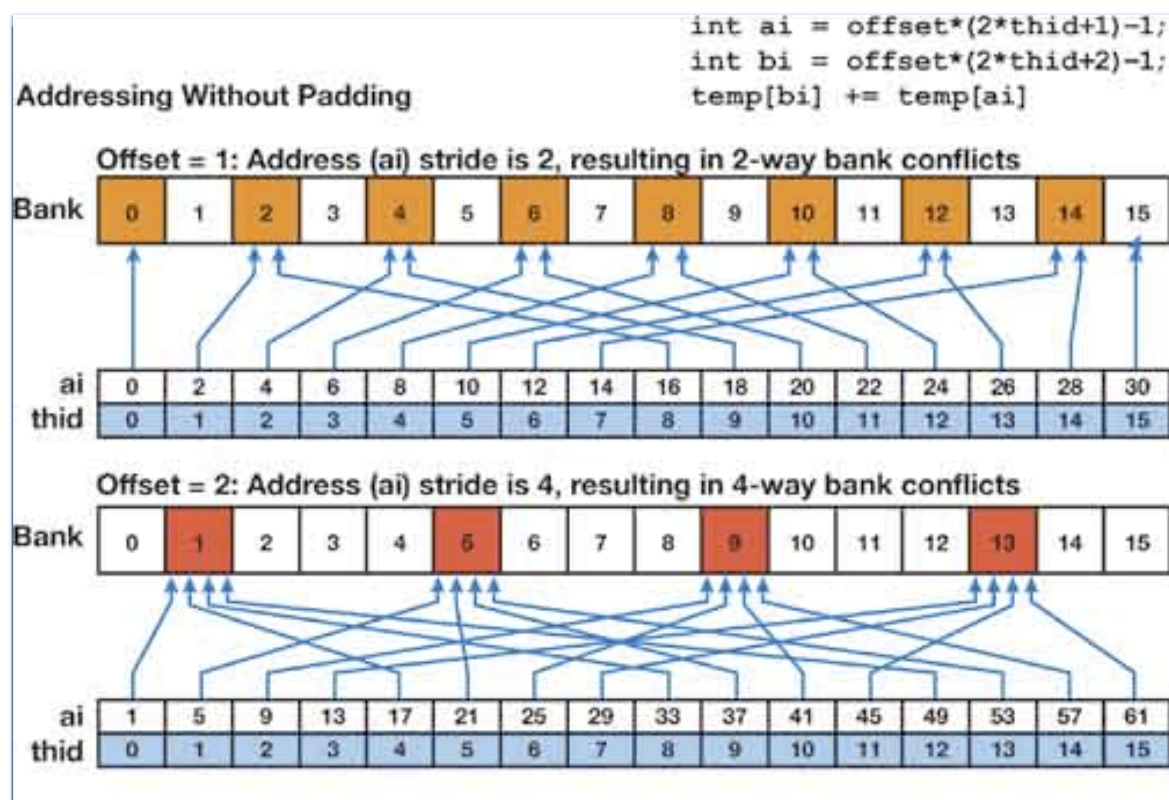 int ai = offset*(2*thid+1)-1;
int bi = offset*(2*thid+2)-1;
Addressing Without Padding
temp[bi] += temp[ai]
Offset = 1: Address (ai) stride is 2, resulting in 2-way bank conflicts
Bank 0 1 2 3 4 5 6 7 8 9 10 11 12 13 14 15
ai 0 2 4 6 8 10 12 14 16 18 20 22 24 26 28 30
thid 0 1 2 3 4 5 6 7 8 9 10 11 12 13 14 15
Offset = 2: Address (ai) stride is 4, resulting in 4-way bank conflicts
Bank 0 1 2 3 4 5 6 7 8 9 10 11 12 13 14 15
ai 1 5 9 13 17 21 25 29 33 37 41 45 49 53 57 61
thid 0 1 2 3 4 5 6 7 8 9 10 11 12 13 14 15